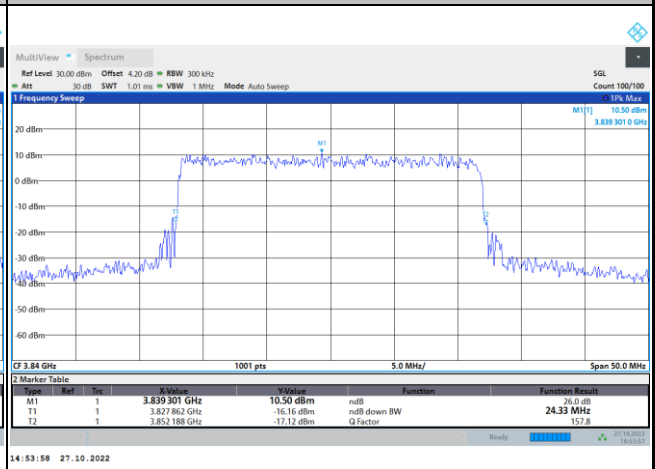 MultiView Spectrum
Ref Level 30.00 dBm Offset 4.20 dB RBW 300 kHz SGL
Att 30 dB SWT 1.01 ms VBW 1 MHz Mode Auto Sweep Count 100/100
1 Frequency Sweep 1Pk Max
M1[1] 10.50 dBm
3.839 301 0 GHz
20 dBm
M1
10 dBm
0 dBm
-10 dBm
T1
T2
-20 dBm
-30 dBm
-40 dBm
-50 dBm
-60 dBm
CF 3.84 GHz 1001 pts 5.0 MHz/ Span 50.0 MHz
2 Marker Table
Type Ref Trc X-Value Y-Value Function Function Result
M1 1 3.839 301 GHz 10.50 dBm ndB 26.0 dB
T1 1 3.827 862 GHz -16.16 dBm ndB down BW 24.33 MHz
T2 1 3.852 188 GHz -17.12 dBm Q Factor 157.8
Ready 27.10.2022
14:53:57
14:53:58 27.10.2022